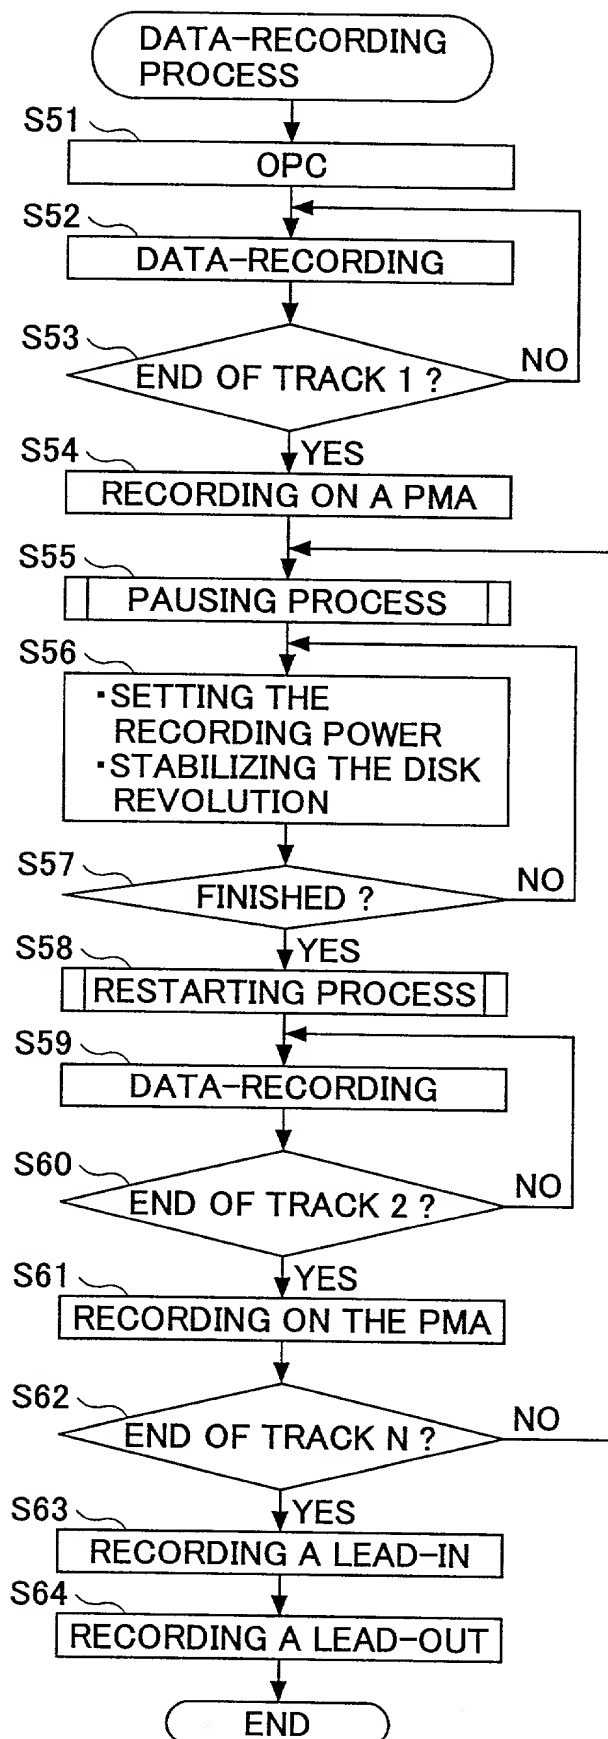 DATA-RECORDING
PROCESS
S51
OPC
S52
DATA-RECORDING
S53
END OF TRACK 1 ?
NO
YES
S54
RECORDING ON A PMA
S55
PAUSING PROCESS
S56
・SETTING THE
RECORDING POWER
・STABILIZING THE DISK
REVOLUTION
S57
FINISHED ?
NO
YES
S58
RESTARTING PROCESS
S59
DATA-RECORDING
S60
END OF TRACK 2 ?
NO
YES
S61
RECORDING ON THE PMA
S62
END OF TRACK N ?
NO
YES
S63
RECORDING A LEAD-IN
S64
RECORDING A LEAD-OUT
END